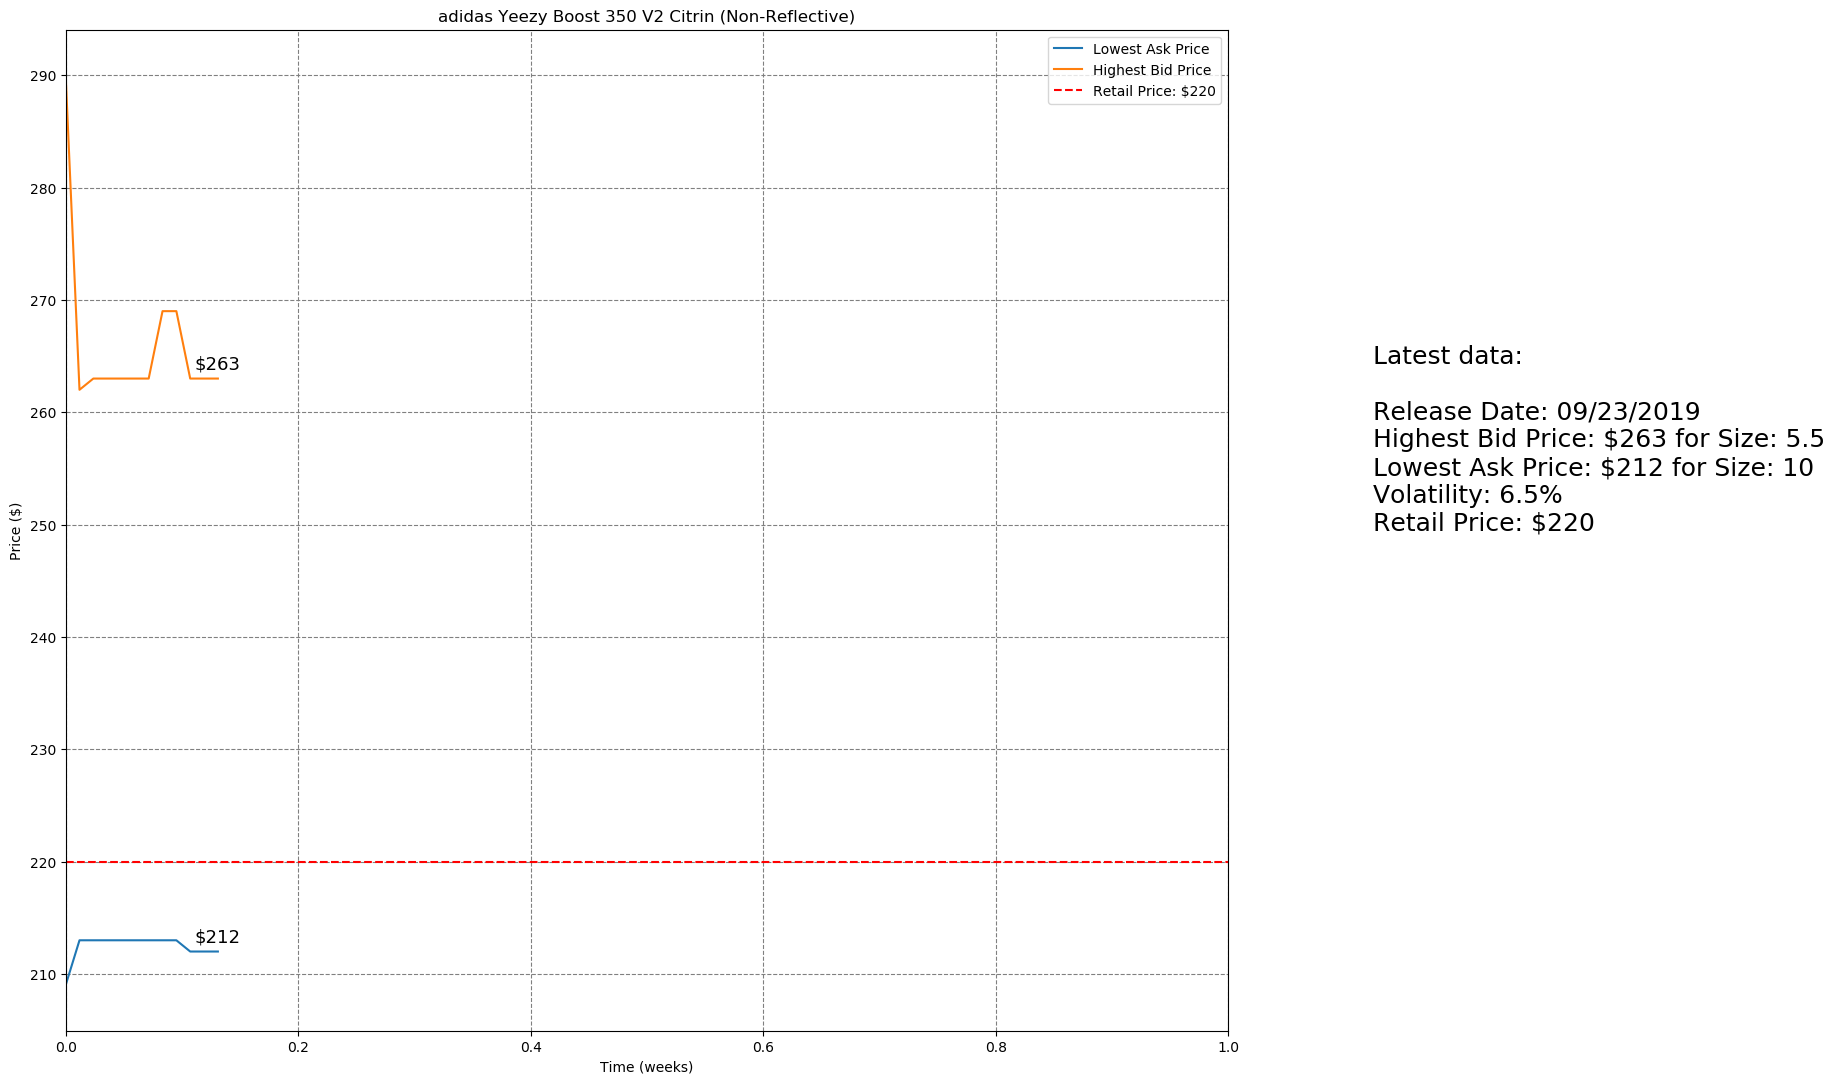 adidas Yeezy Boost 350 V2 Citrin (Non-Reflective)
Lowest Ask Price
Highest Bid Price
Retail Price: $220
290
280
270
260
250
240
230
220
210
Price ($)
$263
$212
0.0
0.2
0.4
0.6
0.8
1.0
Time (weeks)
Latest data:
Release Date: 09/23/2019
Highest Bid Price: $263 for Size: 5.5
Lowest Ask Price: $212 for Size: 10
Volatility: 6.5%
Retail Price: $220